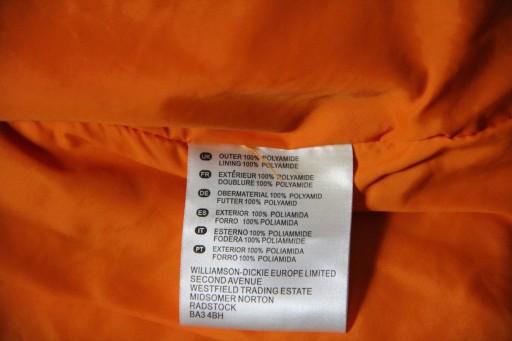 UK OUTER 100% POLYAMIDE
LINING 100% POLYAMIDE
FR EXTÉRIEUR 100% POLYAMIDE
DOUBLURE 100% POLYAMIDE
DE OBERMATERIAL 100% POLYAMID
FUTTER 100% POLYAMID
ES EXTERIOR 100% POLIAMIDA
FORRO 100% POLIAMIDA
IT ESTERNO 100% POLIAMMIDE
FODERA 100% POLIAMMIDE
PT EXTERIOR 100% POLIAMIDA
FORRO 100% POLIAMIDA
WILLIAMSON-DICKIE EUROPE LIMITED
SECOND AVENUE
WESTFIELD TRADING ESTATE
MIDSOMER NORTON
RADSTOCK
BA3 4BH